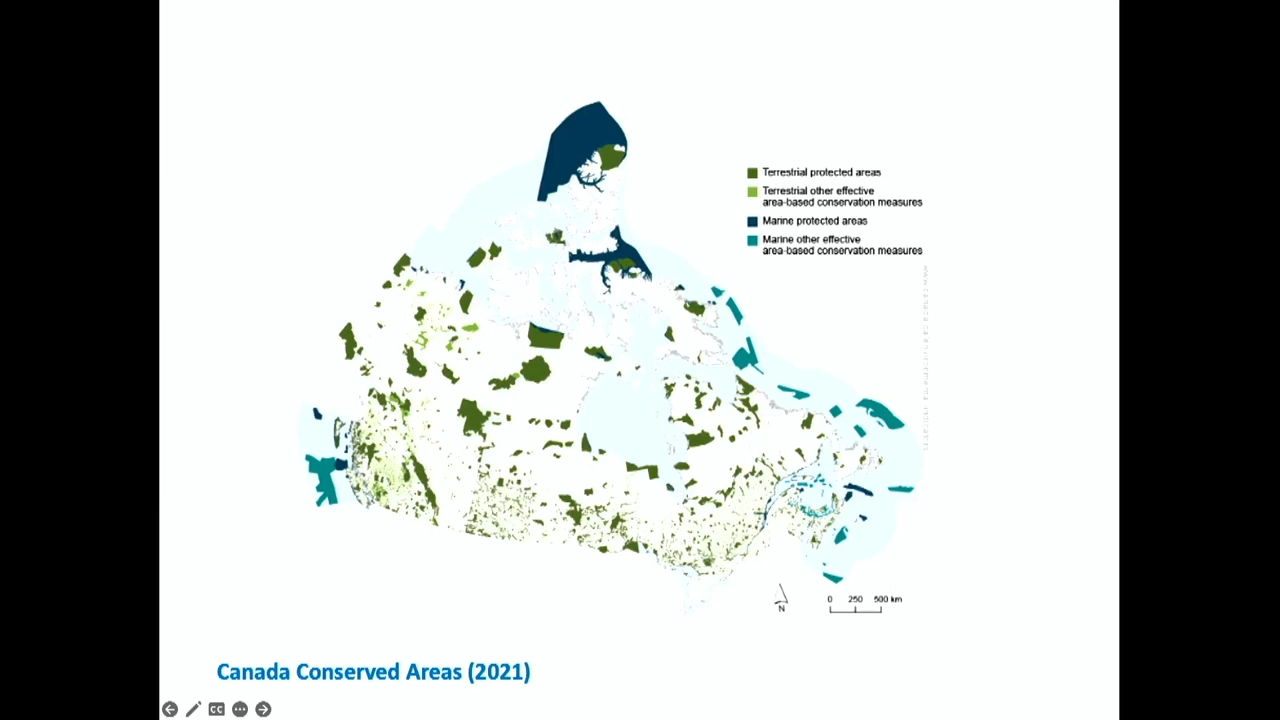 Terrestrial protected areas
Terrestrial other effective
area-based conservation measures
Marine protected areas
Marine other effective
area-based conservation measures
N
0 250 500 km
Canada Conserved Areas (2021)
CC